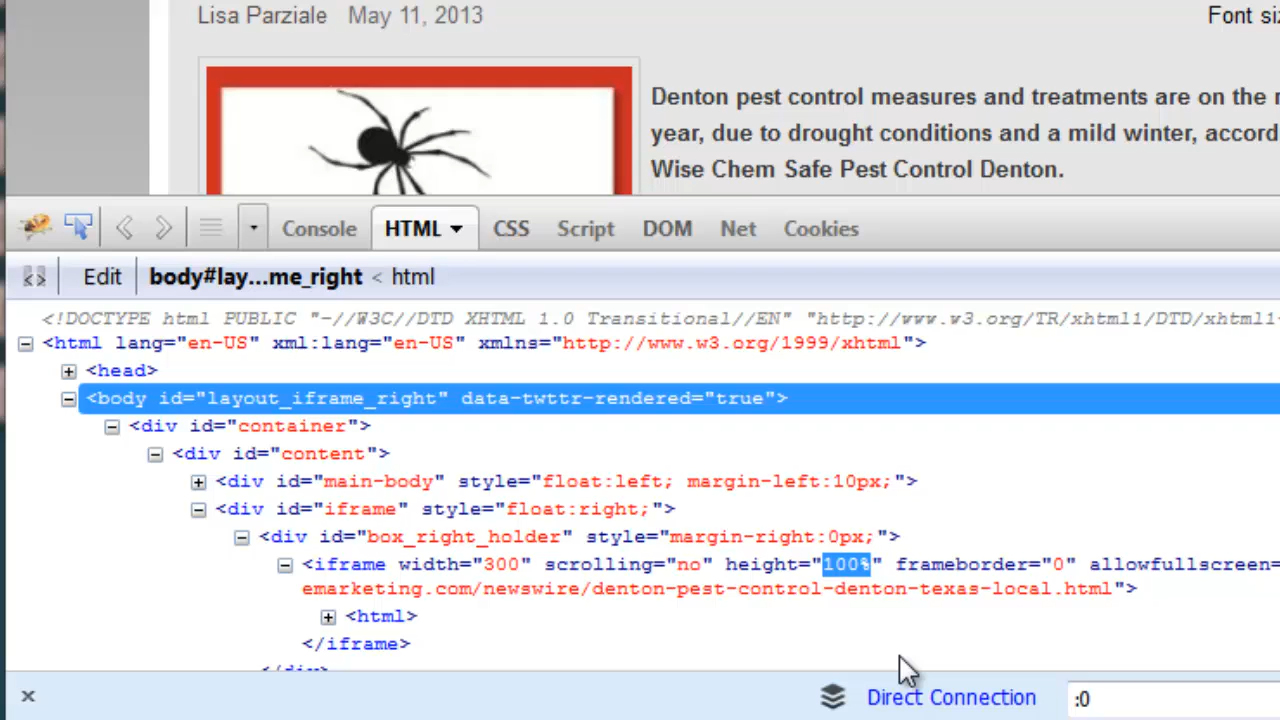 Lisa Parziale May 11, 2013 Font siz
Denton pest control measures and treatments are on the
year, due to drought conditions and a mild winter, accord
Wise Chem Safe Pest Control Denton.
Console HTML CSS Script DOM Net Cookies
Edit body#lay...me_right < html
<!DOCTYPE html PUBLIC "-//W3C//DTD XHTML 1.0 Transitional//EN" "http://www.w3.org/TR/xhtml1/DTD/xhtml1-
<html lang="en-US" xml:lang="en-US" xmlns="http://www.w3.org/1999/xhtml">
<head>
<body id="layout_iframe_right" data-twttr-rendered="true">
<div id="container">
<div id="content">
<div id="main-body" style="float:left; margin-left:10px;">
<div id="iframe" style="float:right;">
<div id="box_right_holder" style="margin-right:0px;">
<iframe width="300" scrolling="no" height="100%" frameborder="0" allowfullscreen=
emarketing.com/newswire/denton-pest-control-denton-texas-local.html">
<html>
</iframe>
</div>
Direct Connection :0